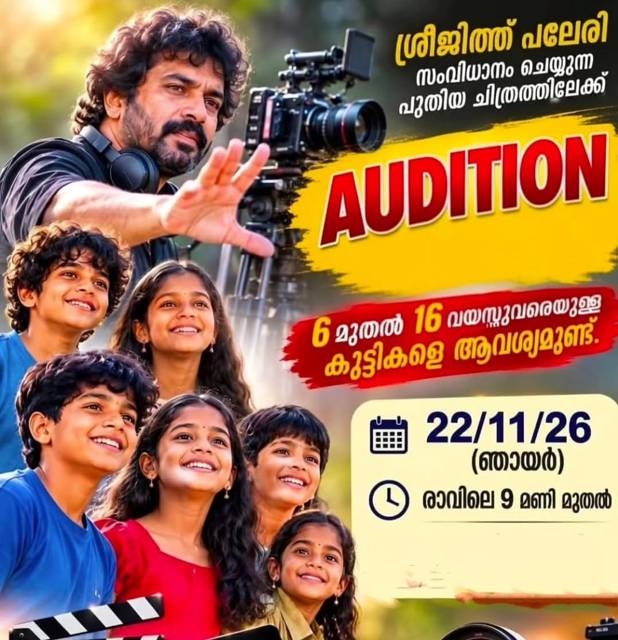 ശ്രീജിത്ത് പലേരി
സംവിധാനം ചെയ്യുന്ന
പുതിയ ചിത്രത്തിലേക്ക്
AUDITION
6 മുതൽ 16 വയസ്സുവരെയുള്ള
കുട്ടികളെ ആവശ്യമുണ്ട്.
22/11/26
(ഞായർ)
രാവിലെ 9 മണി മുതൽ